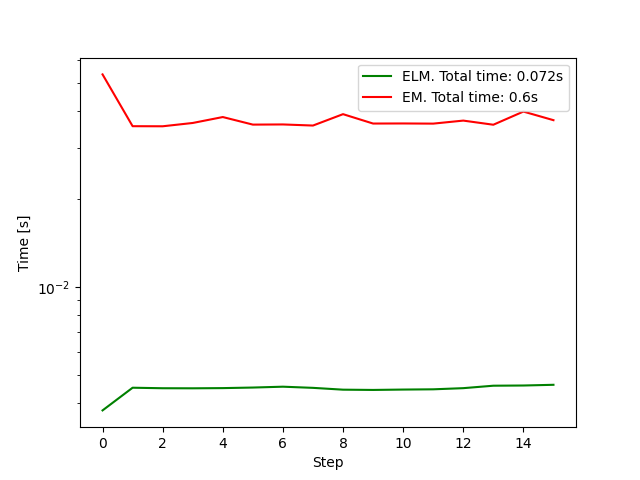 ELM. Total time: 0.072s
EM. Total time: 0.6s
Time [s]
10⁻²
0 2 4 6 8 10 12 14
Step